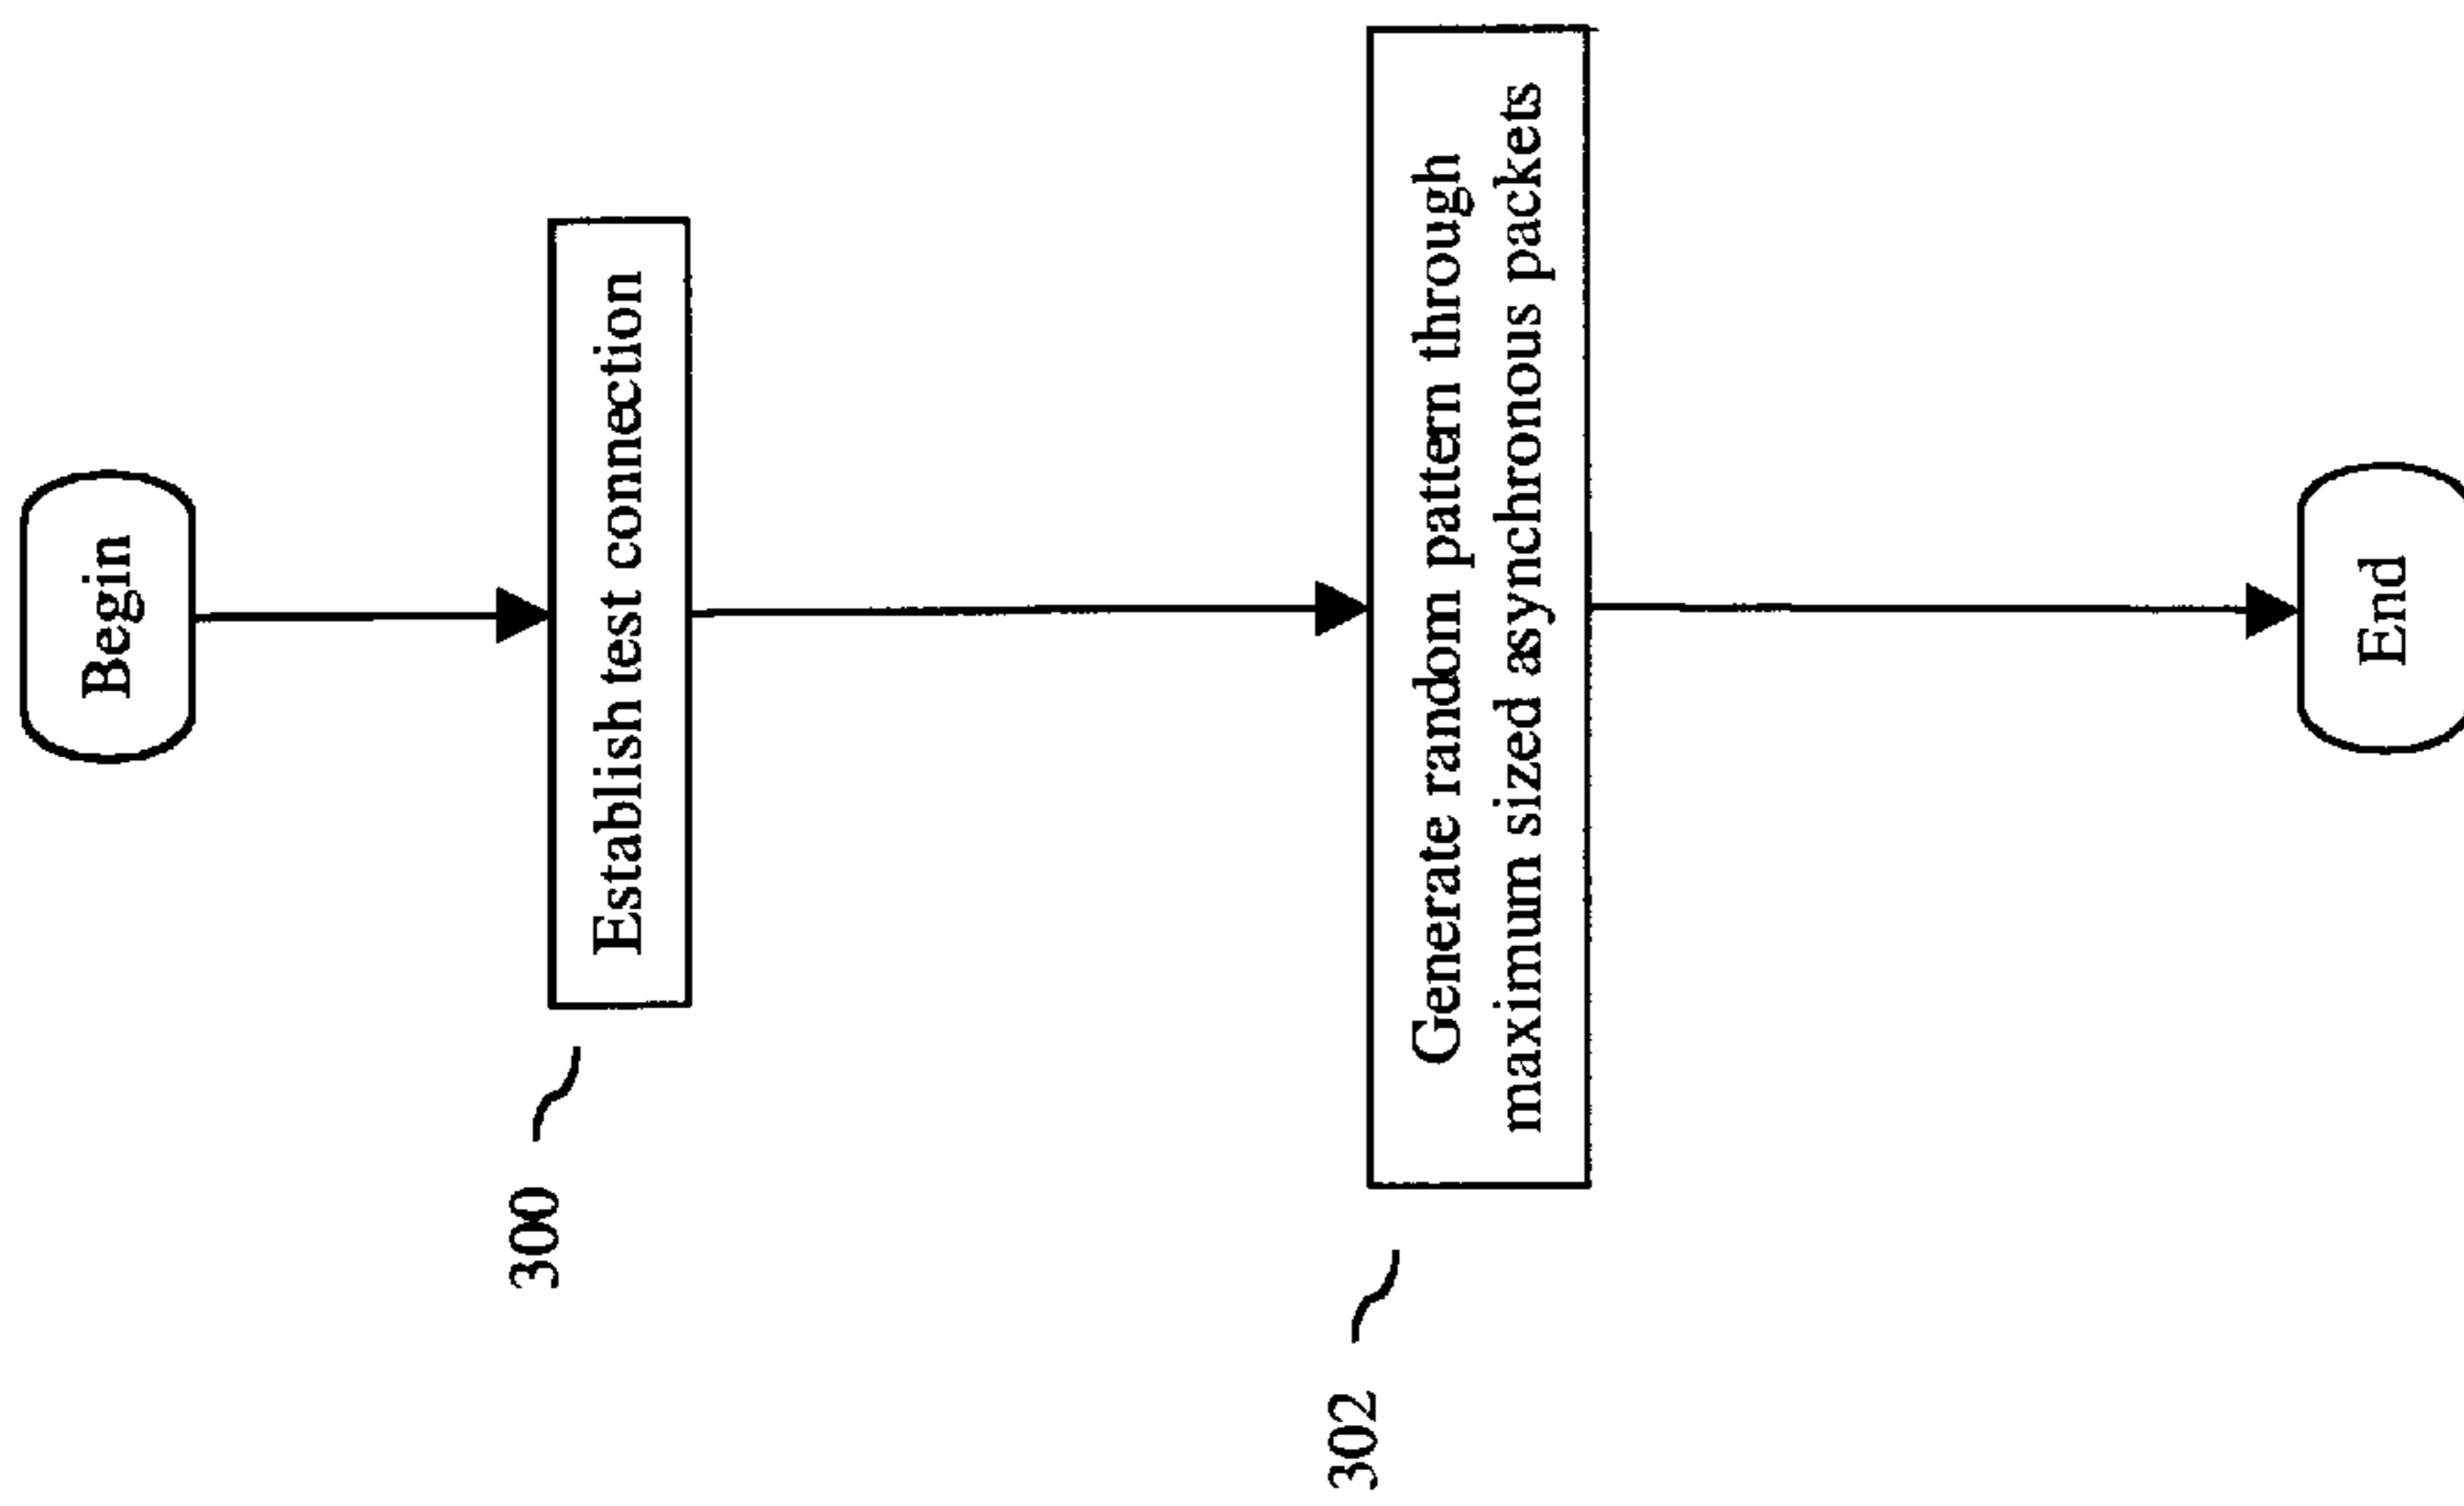 Begin
300
Establish test connection
302
Generate random pattern through
maximum sized asynchronous packets
End